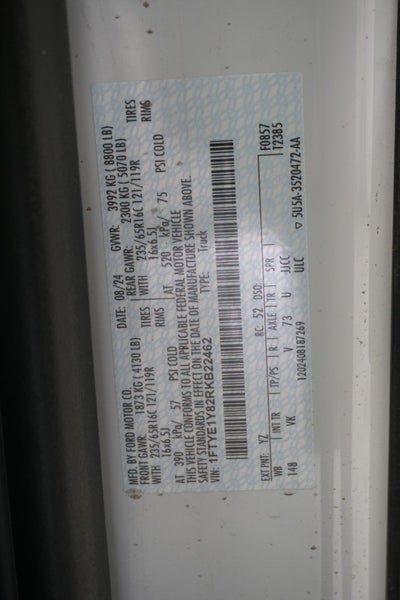 MFD. BY FORD MOTOR CO.
DATE: 08/24
GVWR: 3992 KG ( 8800 LB)
FRONT GAWR: 1873 KG ( 4130 LB)
REAR GAWR: 2300 KG ( 5070 LB)
WITH 235/65R16C 121/119R TIRES
WITH 235/65R16C 121/119R TIRES
16x6.5J RIMS
16x6.5J RIMS
AT 390 kPa/ 57 PSI COLD
AT 520 kPa/ 75 PSI COLD
THIS VEHICLE CONFORMS TO ALL APPLICABLE FEDERAL MOTOR VEHICLE
SAFETY STANDARDS IN EFFECT ON THE DATE OF MANUFACTURE SHOWN ABOVE.
VIN: 1FTYE1Y82RKB22462
TYPE: Truck
F0857
T2385
EXT PNT: YZ RC: 52 DSO:
WB INT TR TP/PS R AXLE TR SPR
148 VK V 73 U JJCC
1202408187269 ULC
5U5A-3520472-AA